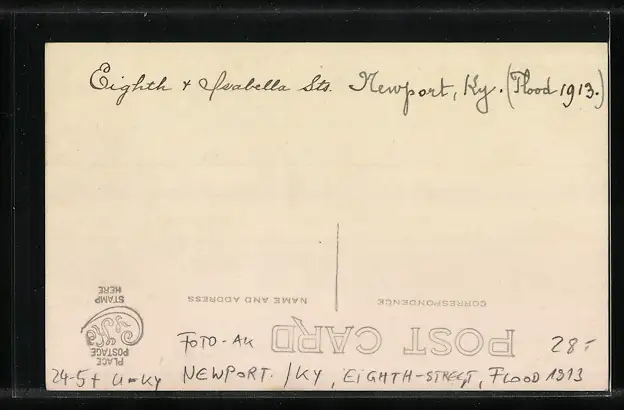 Eighth + Isabella Sts. Newport, Ky. (Flood 1913.)
CORRESPONDENCE
NAME AND ADDRESS
POST CARD
PLACE
POSTAGE
STAMP
HERE
FOTO-AK
28-
24-5+ U-KY NEWPORT. /KY, EIGHTH-STREET, FLOOD 1913